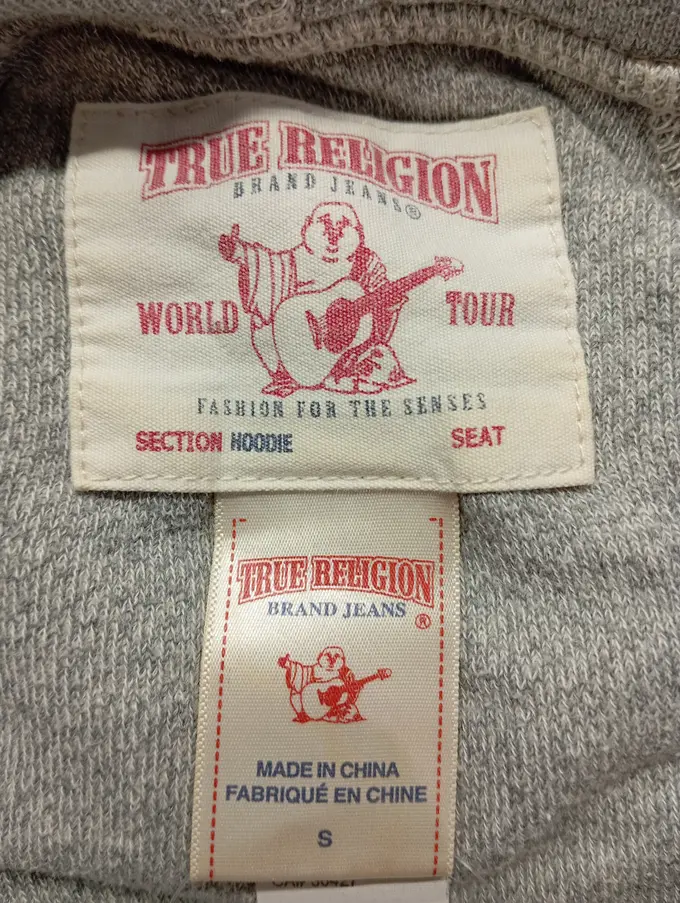 TRUE RELIGION
BRAND JEANS®
WORLD TOUR
FASHION FOR THE SENSES
SECTION HOODIE SEAT
TRUE RELIGION
BRAND JEANS ®
MADE IN CHINA
FABRIQUÉ EN CHINE
S